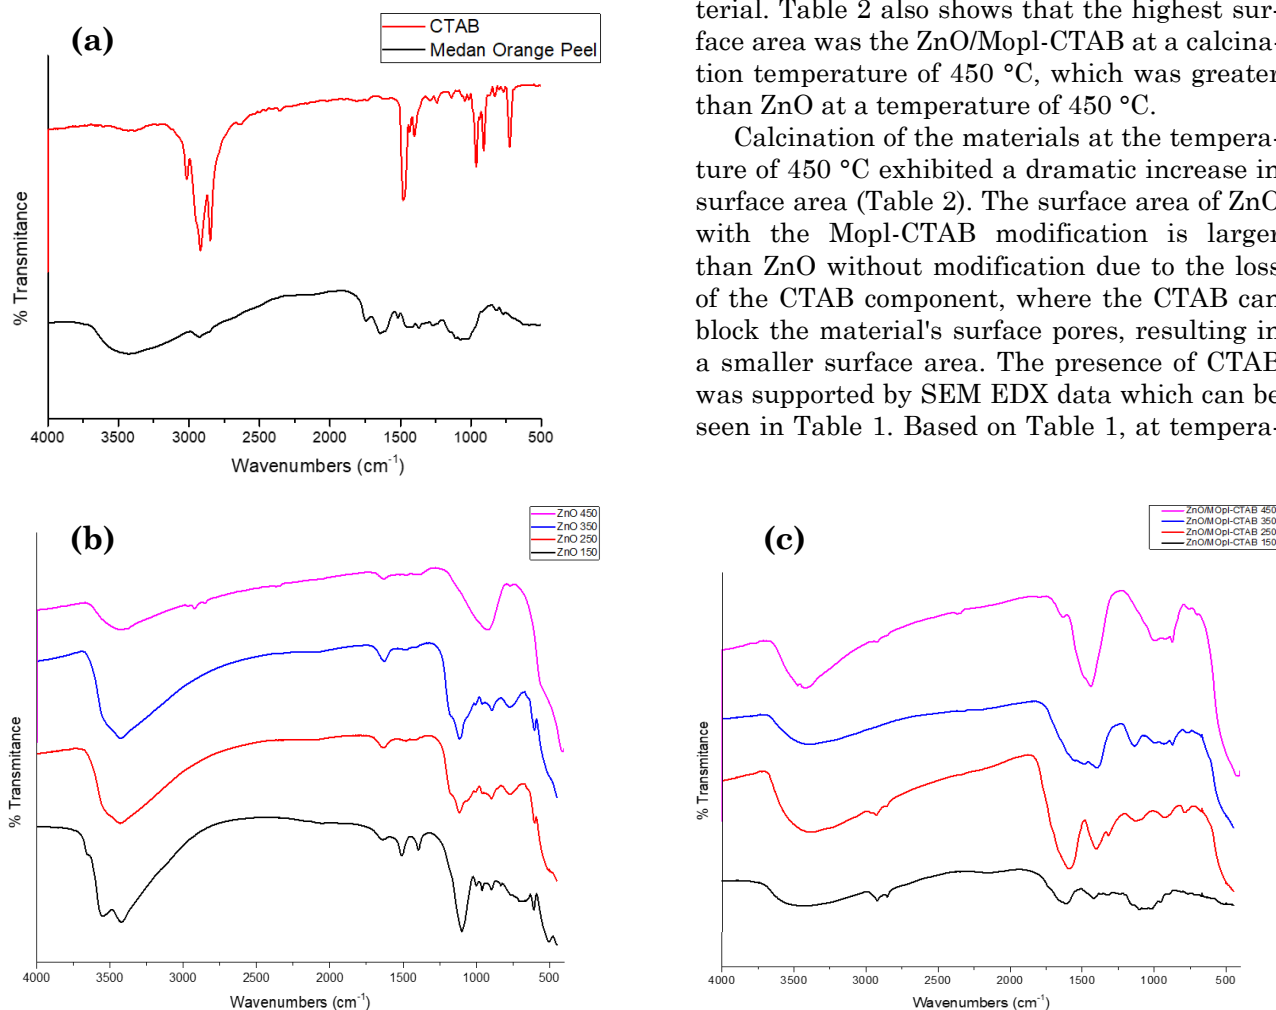 (a)
CTAB
Medan Orange Peel
% Transmitance
4000 3500 3000 2500 2000 1500 1000 500
Wavenumbers (cm-1)
terial. Table 2 also shows that the highest sur-
face area was the ZnO/Mopl-CTAB at a calcina-
tion temperature of 450 °C, which was greater
than ZnO at a temperature of 450 °C.
Calcination of the materials at the tempera-
ture of 450 °C exhibited a dramatic increase in
surface area (Table 2). The surface area of ZnO
with the Mopl-CTAB modification is larger
than ZnO without modification due to the loss
of the CTAB component, where the CTAB can
block the material's surface pores, resulting in
a smaller surface area. The presence of CTAB
was supported by SEM EDX data which can be
seen in Table 1. Based on Table 1, at tempera-
(b)
ZnO 450
ZnO 350
ZnO 250
ZnO 150
% Transmitance
4000 3500 3000 2500 2000 1500 1000 500
Wavenumbers (cm-1)
(c)
ZnO/MOpl-CTAB 450
ZnO/MOpl-CTAB 350
ZnO/MOpl-CTAB 250
ZnO/MOpl-CTAB 150
% Transmitance
4000 3500 3000 2500 2000 1500 1000 500
Wavenumbers (cm-1)